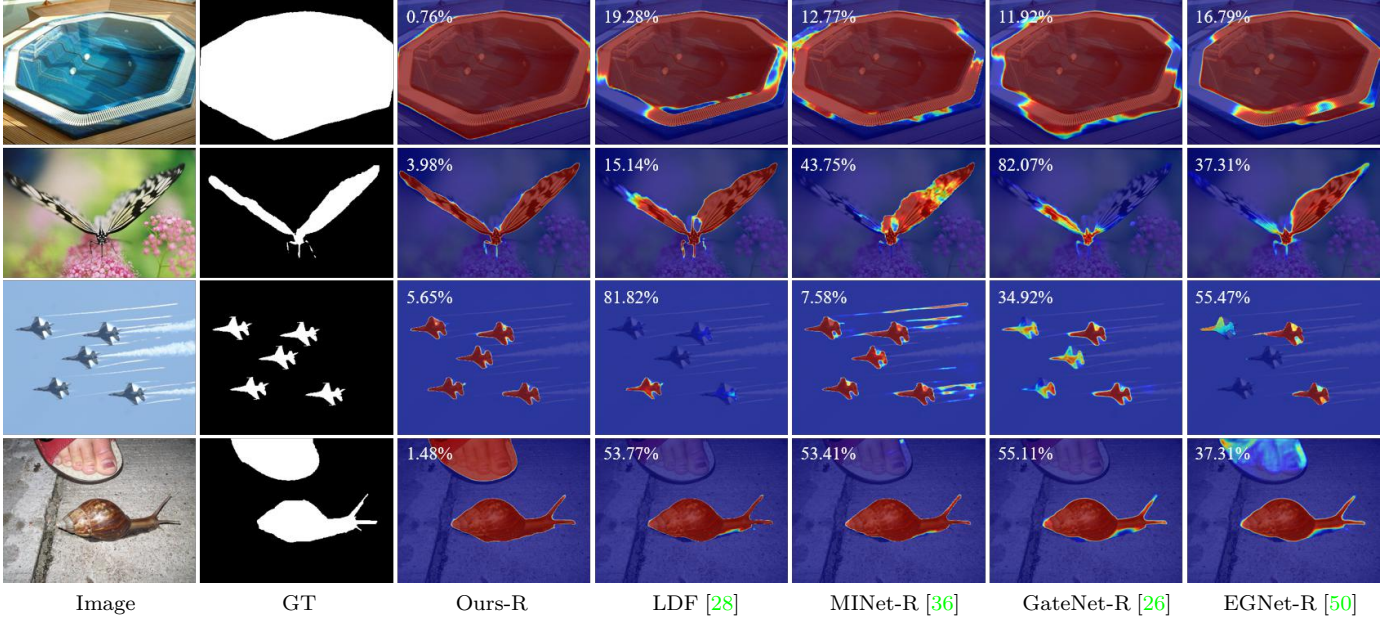 0.76% 19.28% 12.77% 11.92% 16.79%
3.98% 15.14% 43.75% 82.07% 37.31%
5.65% 81.82% 7.58% 34.92% 55.47%
1.48% 53.77% 53.41% 55.11% 37.31%
Image GT Ours-R LDF [28] MINet-R [36] GateNet-R [26] EGNet-R [50]